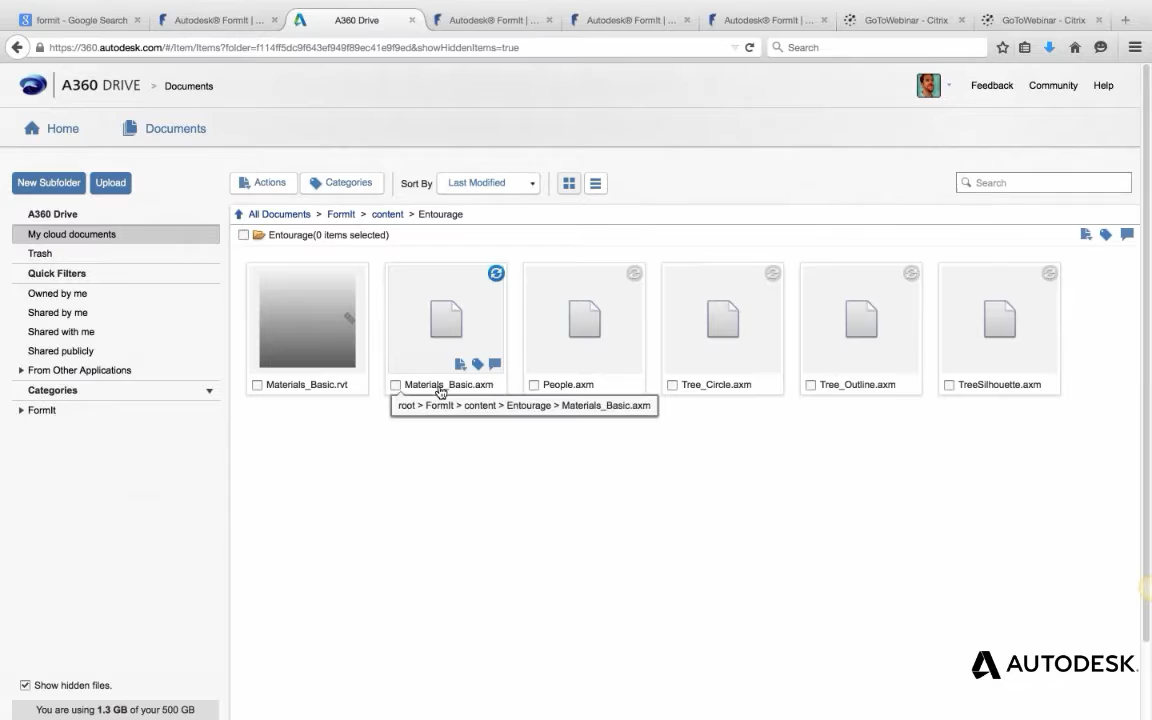 formit - Google Search
Autodesk® FormIt | ...
A360 Drive
Autodesk® FormIt | ...
Autodesk® FormIt | ...
Autodesk® FormIt | ...
GoToWebinar - Citrix
GoToWebinar - Citrix
https://360.autodesk.com/#/Item/Items?folder=f114ff5dc9f643ef949f89ec41e9f9ed&showHiddenItems=true
Search
A360 DRIVE > Documents
Feedback
Community
Help
Home
Documents
New Subfolder
Upload
Actions
Categories
Sort By
Last Modified
Search
A360 Drive
My cloud documents
Trash
Quick Filters
Owned by me
Shared by me
Shared with me
Shared publicly
From Other Applications
Categories
FormIt
All Documents > FormIt > content > Entourage
Entourage(0 items selected)
Materials_Basic.rvt
Materials_Basic.axm
People.axm
Tree_Circle.axm
Tree_Outline.axm
TreeSilhouette.axm
root > FormIt > content > Entourage > Materials_Basic.axm
AUTODESK.
Show hidden files.
You are using 1.3 GB of your 500 GB